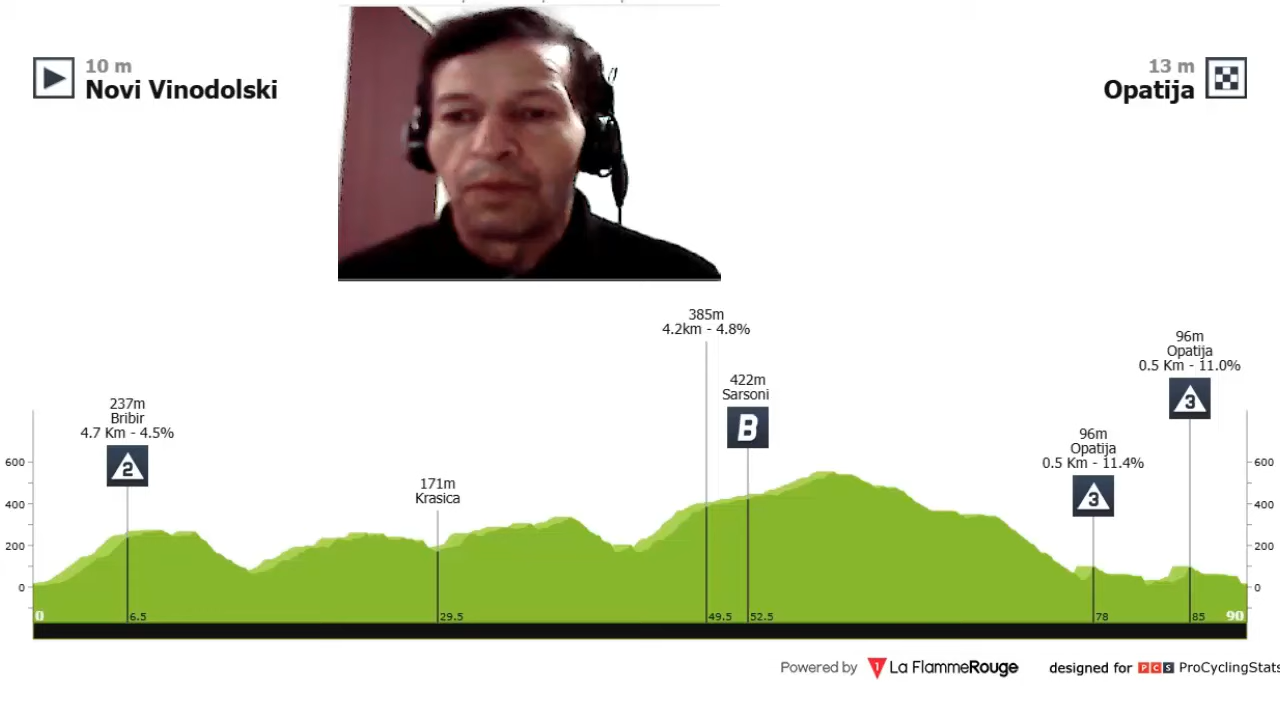 10 m
Novi Vinodolski
13 m
Opatija
385m
4.2km - 4.8%
96m
Opatija
0.5 Km - 11.0%
3
422m
Sarsoni
B
237m
Bribir
4.7 Km - 4.5%
2
96m
Opatija
0.5 Km - 11.4%
3
171m
Krasica
600
400
200
0
600
400
200
0
0
6.5
29.5
49.5
52.5
78
85
90
Powered by
1
La FlammeRouge
designed for
PCS
ProCyclingStats